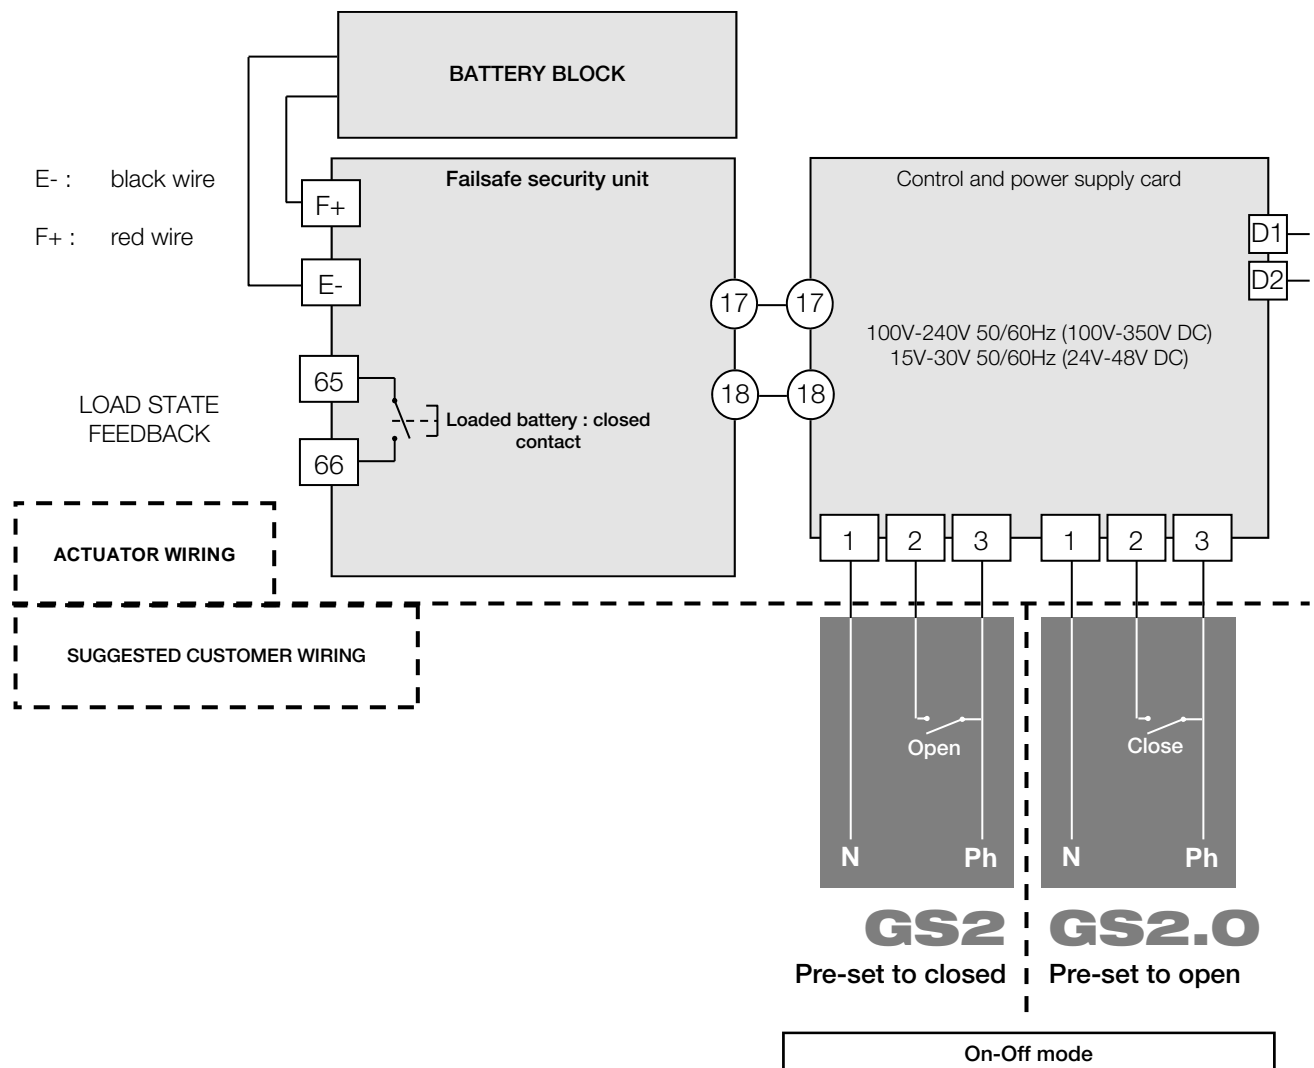 BATTERY BLOCK
E- : black wire
F+ : red wire
Failsafe security unit
F+
E-
65
66
LOAD STATE
FEEDBACK
Loaded battery : closed
contact
17
18
17
18
Control and power supply card
D1
D2
100V-240V 50/60Hz (100V-350V DC)
15V-30V 50/60Hz (24V-48V DC)
1 2 3 1 2 3
ACTUATOR WIRING
SUGGESTED CUSTOMER WIRING
Open
N Ph
Close
N Ph
GS2
Pre-set to closed
GS2.0
Pre-set to open
On-Off mode